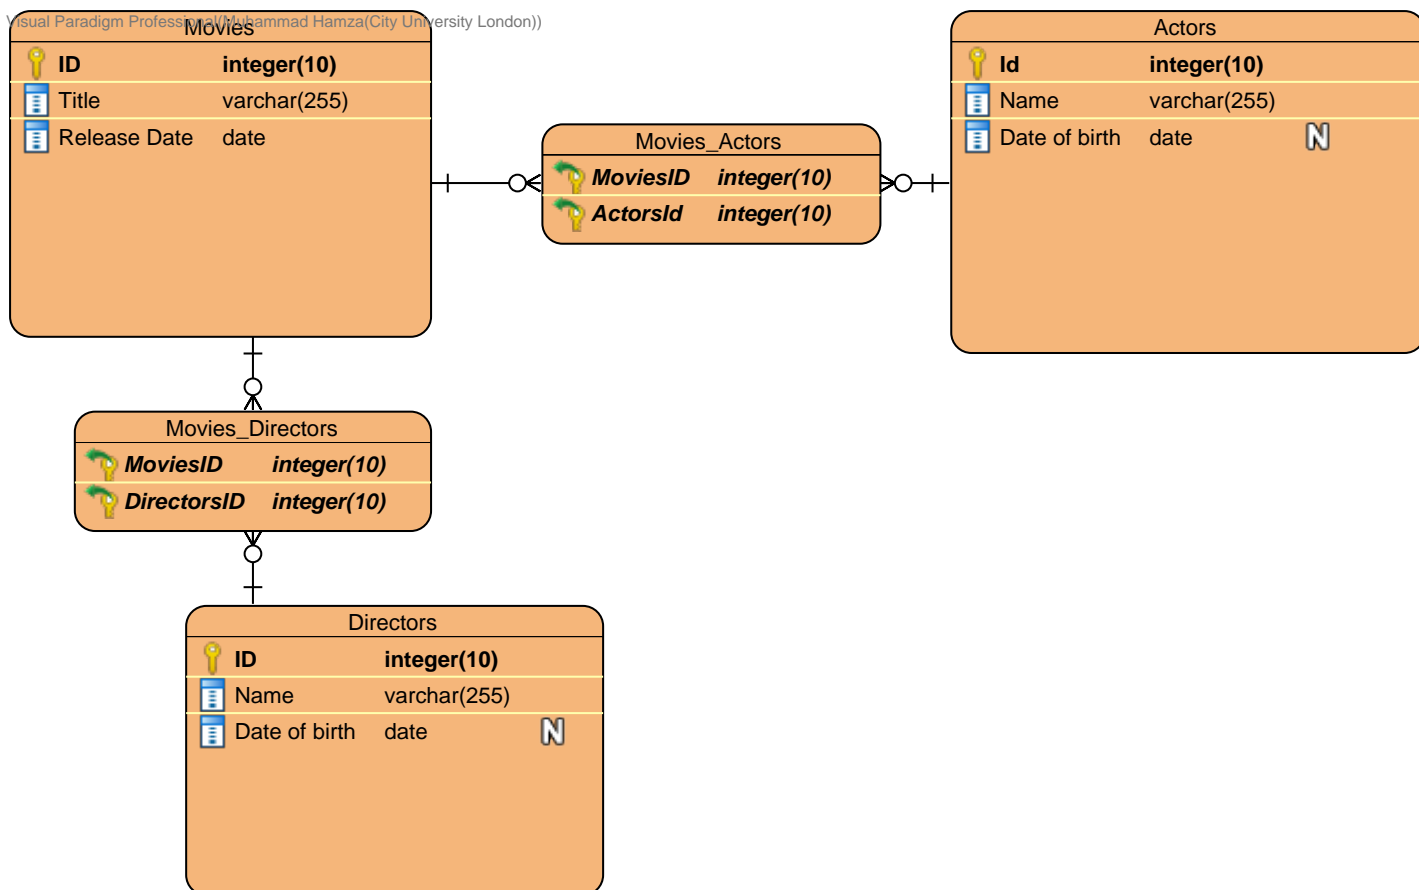 Visual Paradigm Professional(Muhammad Hamza(City University London))
Movies
ID integer(10)
Title varchar(255)
Release Date date
Actors
Id integer(10)
Name varchar(255)
Date of birth date N
Movies_Actors
MoviesID integer(10)
ActorsId integer(10)
Movies_Directors
MoviesID integer(10)
DirectorsID integer(10)
Directors
ID integer(10)
Name varchar(255)
Date of birth date N